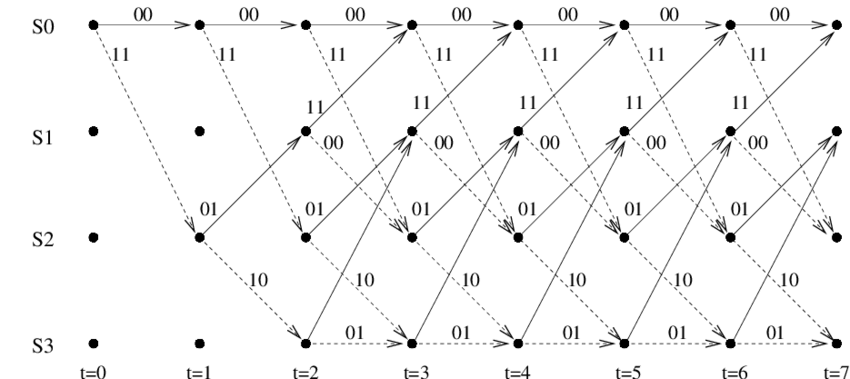 00 00 00 00 00 00 00
S0
11 11 11 11 11 11 11
11 11 11 11 11
S1
00 00 00 00 00
01 01 01 01 01 01
S2
10 10 10 10 10 10
01 01 01 01 01
S3
t=0 t=1 t=2 t=3 t=4 t=5 t=6 t=7